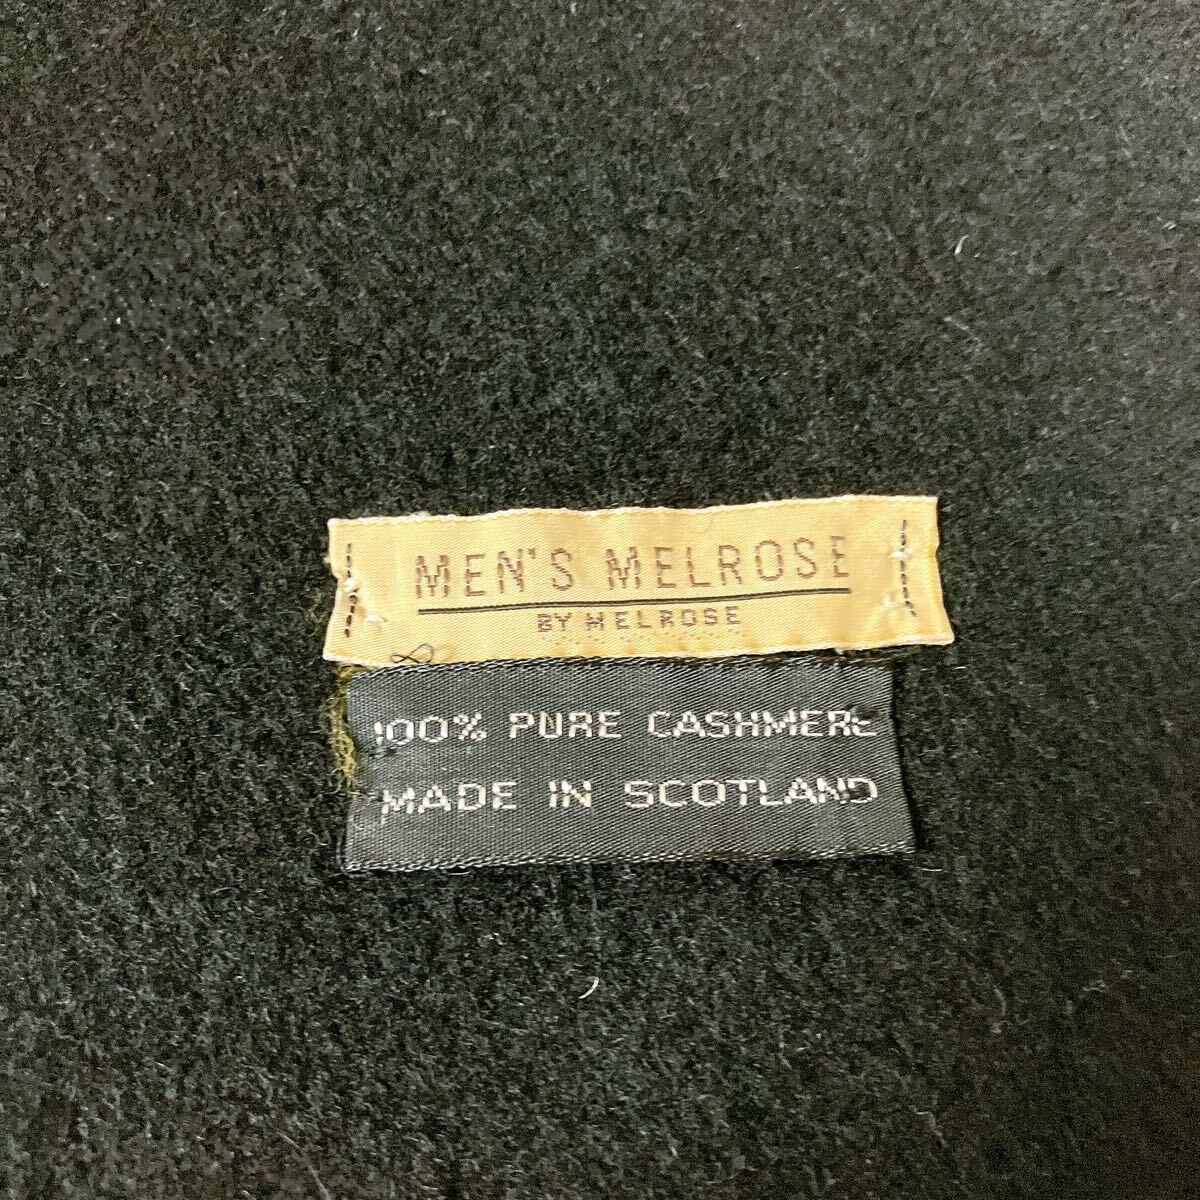 MEN'S MELROSE
BY MELROSE
100% PURE CASHMERE
MADE IN SCOTLAND